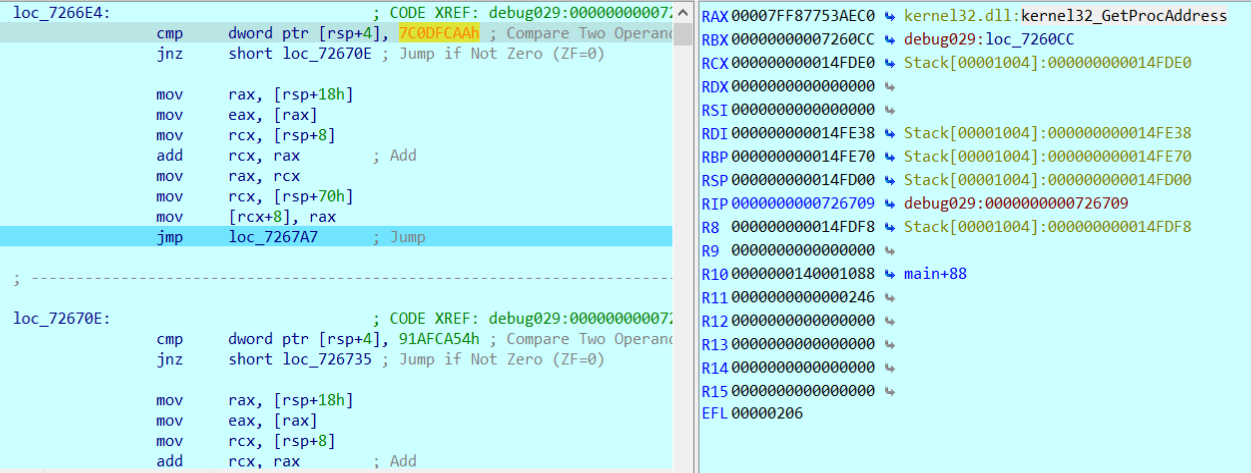 loc_7266E4: ; CODE XREF: debug029:000000000072
cmp dword ptr [rsp+4], 7C0DFCAAh ; Compare Two Operand
jnz short loc_72670E ; Jump if Not Zero (ZF=0)
mov rax, [rsp+18h]
mov eax, [rax]
mov rcx, [rsp+8]
add rcx, rax ; Add
mov rax, rcx
mov rcx, [rsp+70h]
mov [rcx+8], rax
jmp loc_7267A7 ; Jump
; ------------------------------------------------------------------
loc_72670E: ; CODE XREF: debug029:000000000072
cmp dword ptr [rsp+4], 91AFCA54h ; Compare Two Operand
jnz short loc_726735 ; Jump if Not Zero (ZF=0)
mov rax, [rsp+18h]
mov eax, [rax]
mov rcx, [rsp+8]
add rcx, rax ; Add
RAX 00007FF87753AEC0 kernel32.dll:kernel32_GetProcAddress
RBX 00000000007260CC debug029:loc_7260CC
RCX 000000000014FDE0 Stack[00001004]:000000000014FDE0
RDX 0000000000000000
RSI 0000000000000000
RDI 000000000014FE38 Stack[00001004]:000000000014FE38
RBP 000000000014FE70 Stack[00001004]:000000000014FE70
RSP 000000000014FD00 Stack[00001004]:000000000014FD00
RIP 0000000000726709 debug029:0000000000726709
R8 000000000014FDF8 Stack[00001004]:000000000014FDF8
R9 0000000000000000
R10 0000000140001088 main+88
R11 0000000000000246
R12 0000000000000000
R13 0000000000000000
R14 0000000000000000
R15 0000000000000000
EFL 00000206